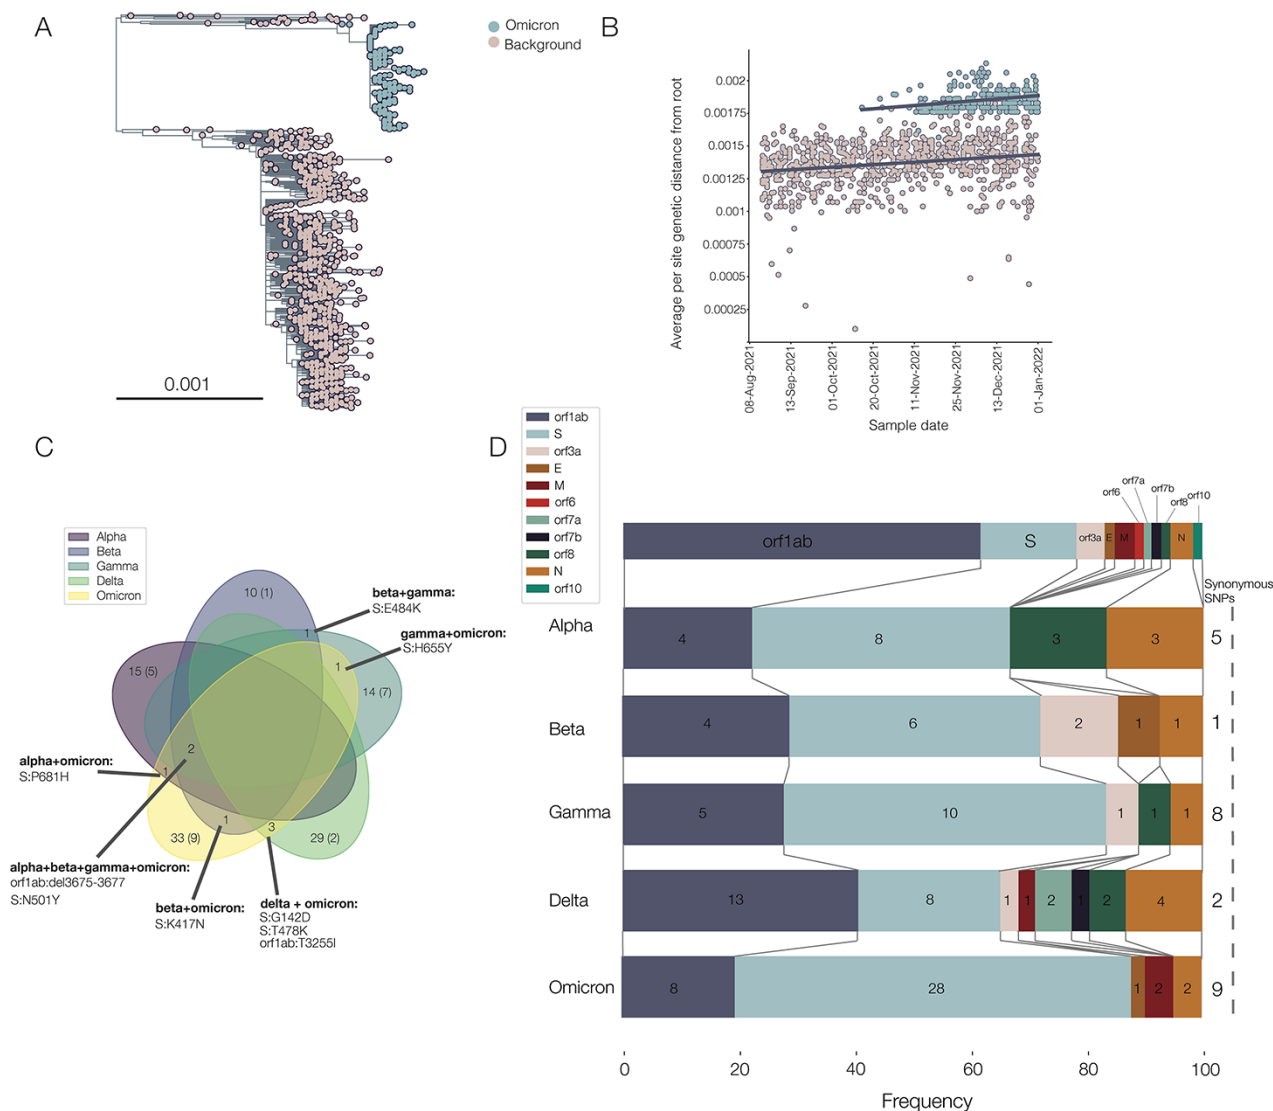 A
Omicron
Background
0.001
B
Average per site genetic distance from root
0.002
0.00175
0.0015
0.00125
0.001
0.00075
0.0005
0.00025
08-Aug-2021
13-Sep-2021
01-Oct-2021
20-Oct-2021
11-Nov-2021
25-Nov-2021
13-Dec-2021
01-Jan-2022
Sample date
C
Alpha
Beta
Gamma
Delta
Omicron
10 (1)
beta+gamma:
S:E484K
1
gamma+omicron:
S:H655Y
1
15 (5)
14 (7)
2
alpha+omicron:
S:P681H
1
1
3
33 (9)
29 (2)
alpha+beta+gamma+omicron:
orf1ab:del3675-3677
S:N501Y
beta+omicron:
S:K417N
delta + omicron:
S:G142D
S:T478K
orf1ab:T3255I
D
orf1ab
S
orf3a
E
M
orf6
orf7a
orf7b
orf8
N
orf10
orf6
orf7a
orf7b
orf8
orf10
orf1ab
S
orf3a
E
M
N
Synonymous
SNPs
Alpha
4
8
3
3
5
Beta
4
6
2
1
1
1
Gamma
5
10
1
1
1
8
Delta
13
8
1
1
2
1
2
4
2
Omicron
8
28
1
2
2
9
0
20
40
60
80
100
Frequency